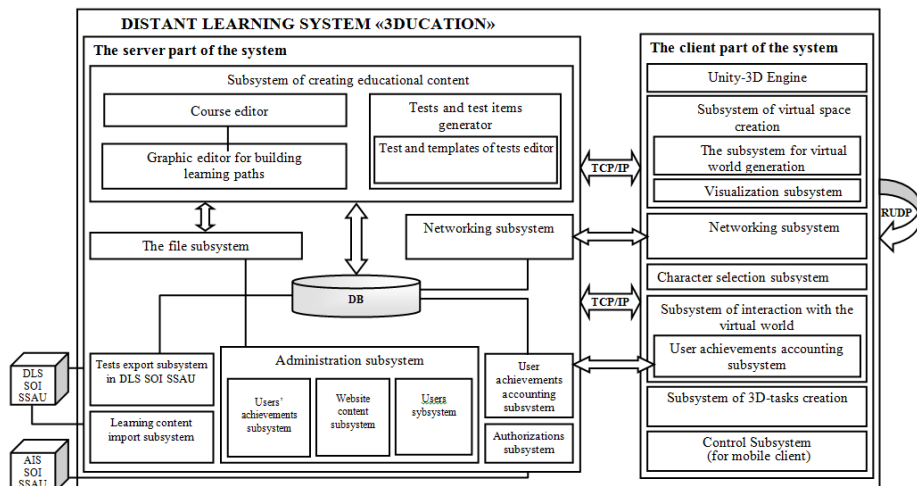 DISTANT LEARNING SYSTEM «3DUCATION»
The server part of the system
Subsystem of creating educational content
Course editor
Graphic editor for building
learning paths
Tests and test items
generator
Test and templates of tests editor
The file subsystem
Networking subsystem
DB
Tests export subsystem
in DLS SOI SSAU
Learning content
import subsystem
Administration subsystem
Users'
achievements
subsystem
Website
content
subsystem
Users
sybsystem
User
achievements
accounting
subsystem
Authorizations
subsystem
DLS
SOI
SSAU
AIS
SOI
SSAU
TCP/IP
TCP/IP
The client part of the system
Unity-3D Engine
Subsystem of virtual space
creation
The subsystem for virtual
world generation
Visualization subsystem
Networking subsystem
Character selection subsystem
Subsystem of interaction with the
virtual world
User achievements accounting
subsystem
Subsystem of 3D-tasks creation
Control Subsystem
(for mobile client)
RUDP